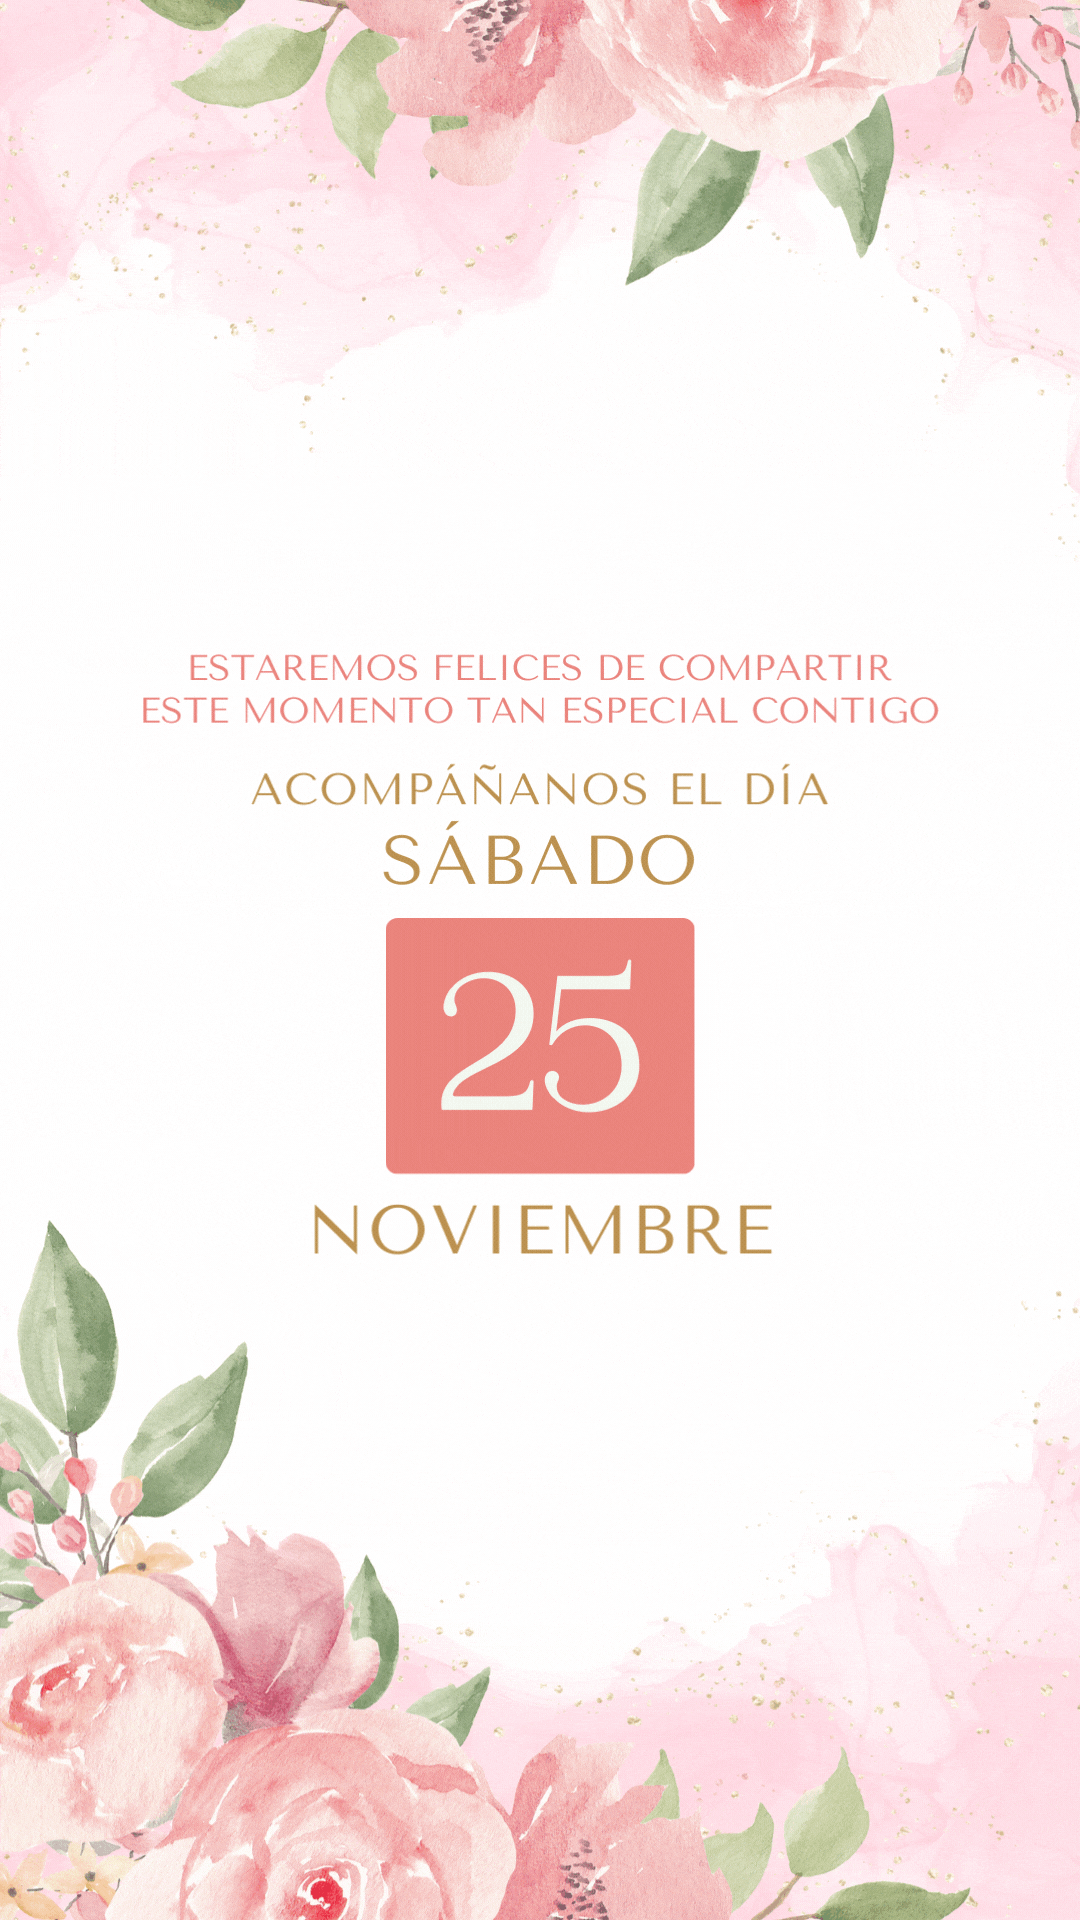 ESTAREMOS FELICES DE COMPARTIR
ESTE MOMENTO TAN ESPECIAL CONTIGO
ACOMPÁÑANOS EL DÍA
SÁBADO
25
NOVIEMBRE